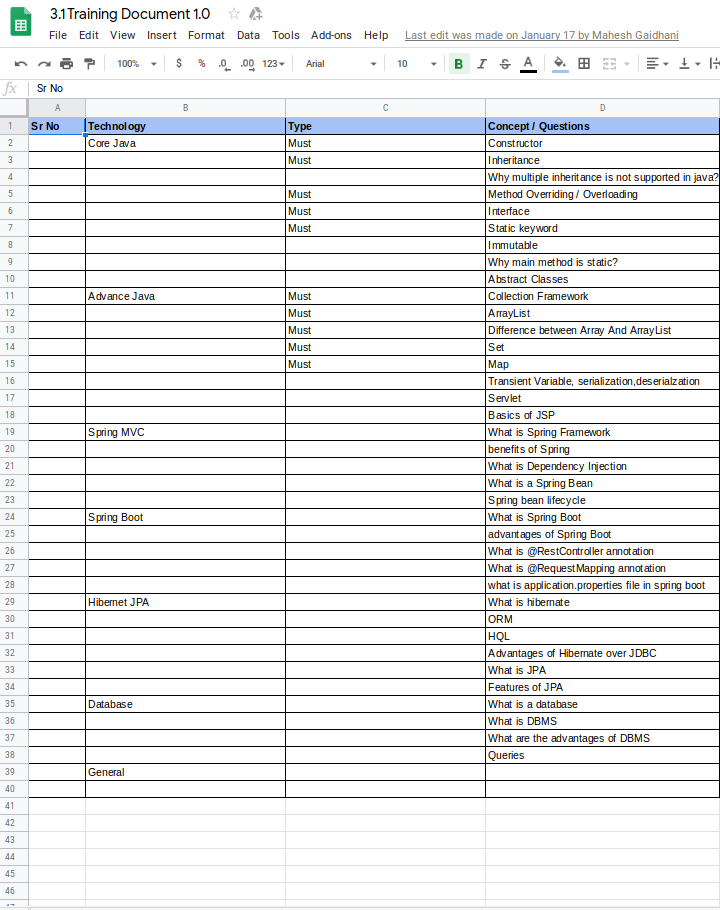 3.1Training Document 1.0
File Edit View Insert Format Data Tools Add-ons Help Last edit was made on January 17 by Mahesh Gaidhani
100% $ % .0 .00 123 Arial 10 B I S A
fx Sr No
A B C D
1 Sr No Technology Type Concept / Questions
2 Core Java Must Constructor
3 Must Inheritance
4 Why multiple inheritance is not supported in java?
5 Must Method Overriding / Overloading
6 Must Interface
7 Must Static keyword
8 Immutable
9 Why main method is static?
10 Abstract Classes
11 Advance Java Must Collection Framework
12 Must ArrayList
13 Must Difference between Array And ArrayList
14 Must Set
15 Must Map
16 Transient Variable, serialization,deserialzation
17 Servlet
18 Basics of JSP
19 Spring MVC What is Spring Framework
20 benefits of Spring
21 What is Dependency Injection
22 What is a Spring Bean
23 Spring bean lifecycle
24 Spring Boot What is Spring Boot
25 advantages of Spring Boot
26 What is @RestController annotation
27 What is @RequestMapping annotation
28 what is application.properties file in spring boot
29 Hibernet JPA What is hibernate
30 ORM
31 HQL
32 Advantages of Hibernate over JDBC
33 What is JPA
34 Features of JPA
35 Database What is a database
36 What is DBMS
37 What are the advantages of DBMS
38 Queries
39 General
40
41
42
43
44
45
46